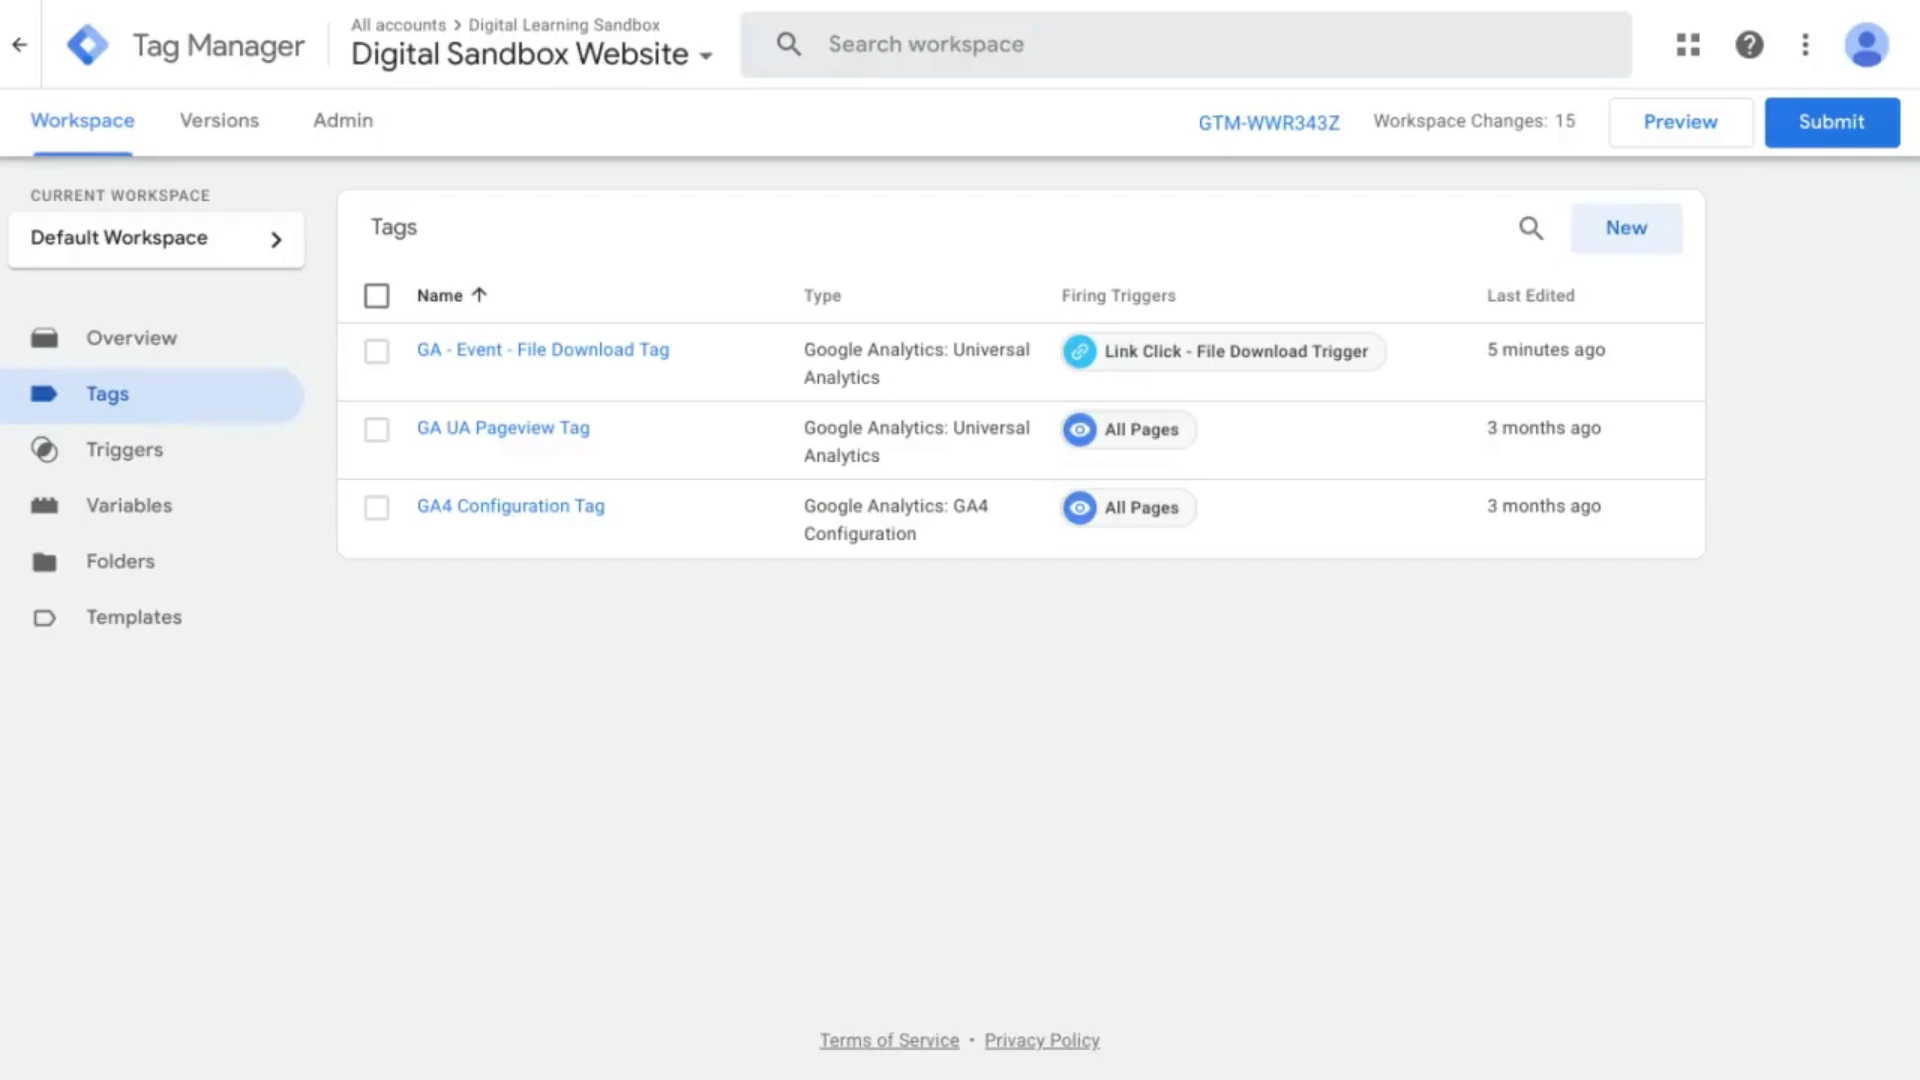 Tag Manager
All accounts > Digital Learning Sandbox
Digital Sandbox Website
Search workspace
Workspace
Versions
Admin
GTM-WWR343Z
Workspace Changes: 15
Preview
Submit
CURRENT WORKSPACE
Default Workspace
Overview
Tags
Triggers
Variables
Folders
Templates
Tags
New
Name
Type
Firing Triggers
Last Edited
GA - Event - File Download Tag
Google Analytics: Universal
Analytics
Link Click - File Download Trigger
5 minutes ago
GA UA Pageview Tag
Google Analytics: Universal
Analytics
All Pages
3 months ago
GA4 Configuration Tag
Google Analytics: GA4
Configuration
All Pages
3 months ago
Terms of Service • Privacy Policy